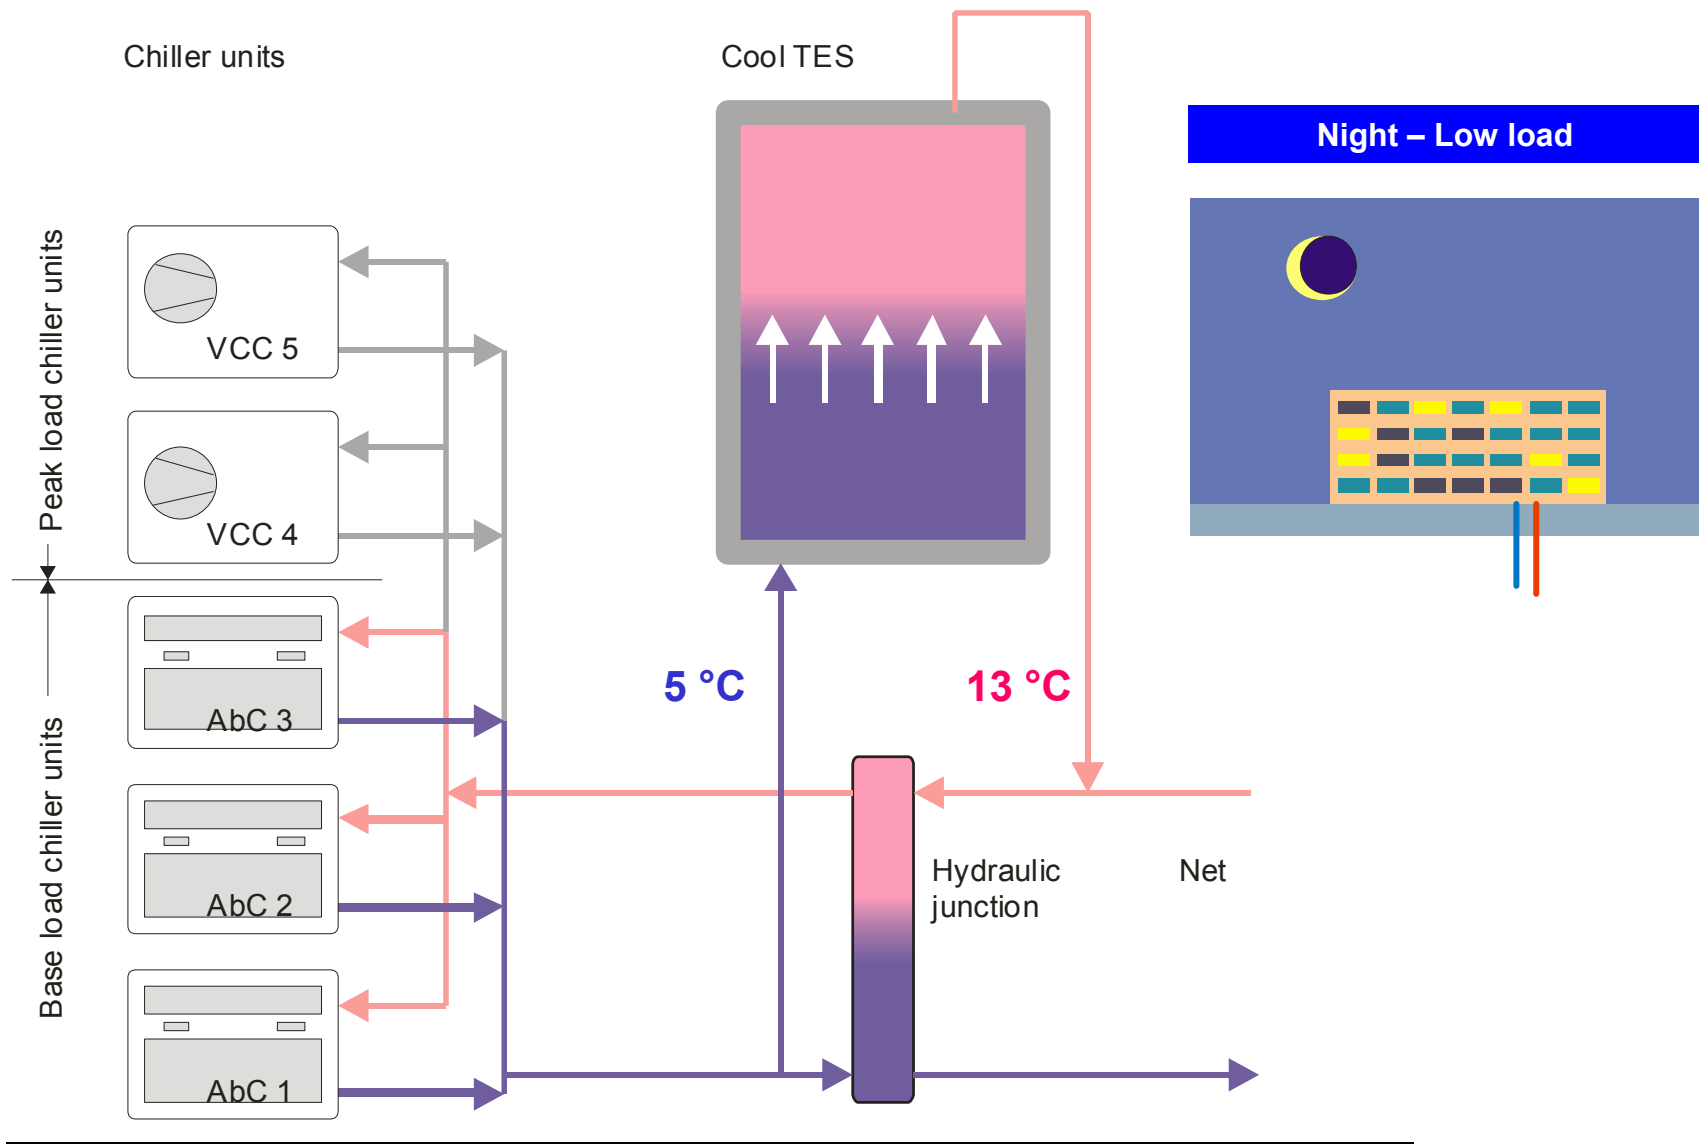 Chiller units
Cool TES
Night – Low load
Peak load chiller units
VCC 5
VCC 4
Base load chiller units
AbC 3
5 °C
13 °C
AbC 2
Hydraulic
junction
Net
AbC 1